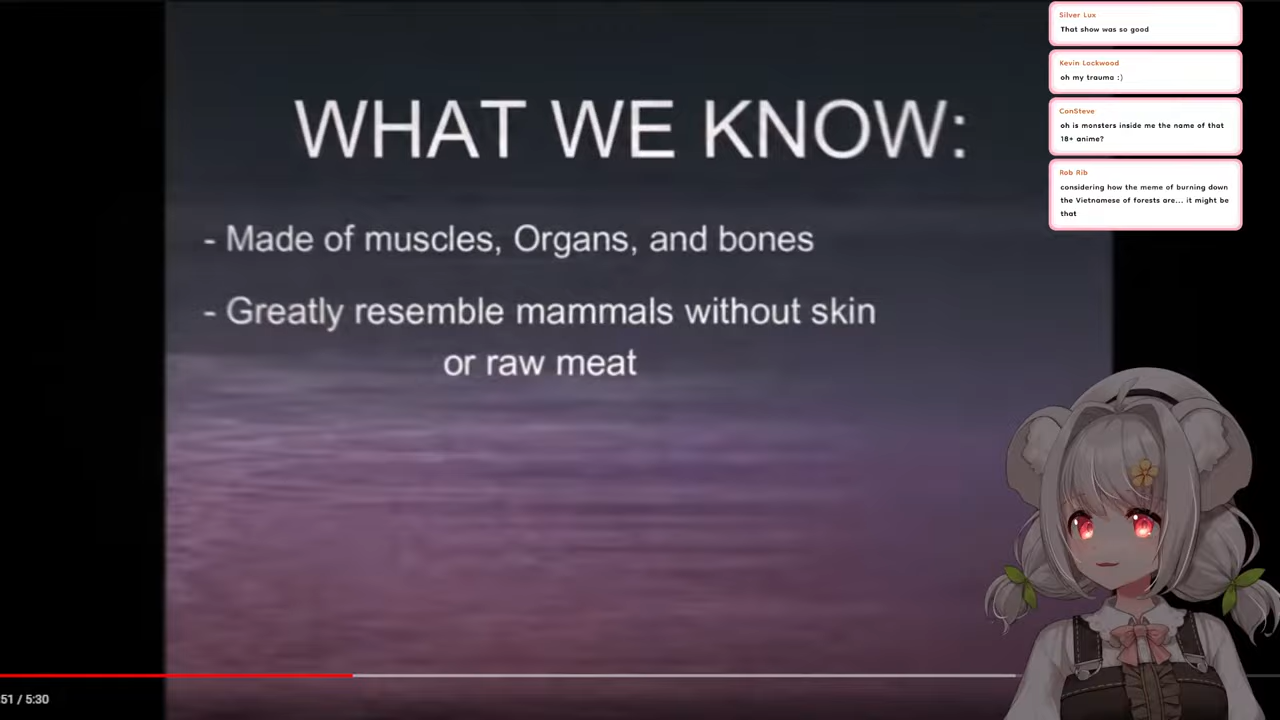 WHAT WE KNOW:
- Made of muscles, Organs, and bones
- Greatly resemble mammals without skin
or raw meat
51 / 5:30
Silver Lux
That show was so good
Kevin Lockwood
oh my trauma :)
ConSteve
oh is monsters inside me the name of that
18+ anime?
Rob Rib
considering how the meme of burning down
the Vietnamese of forests are... it might be
that